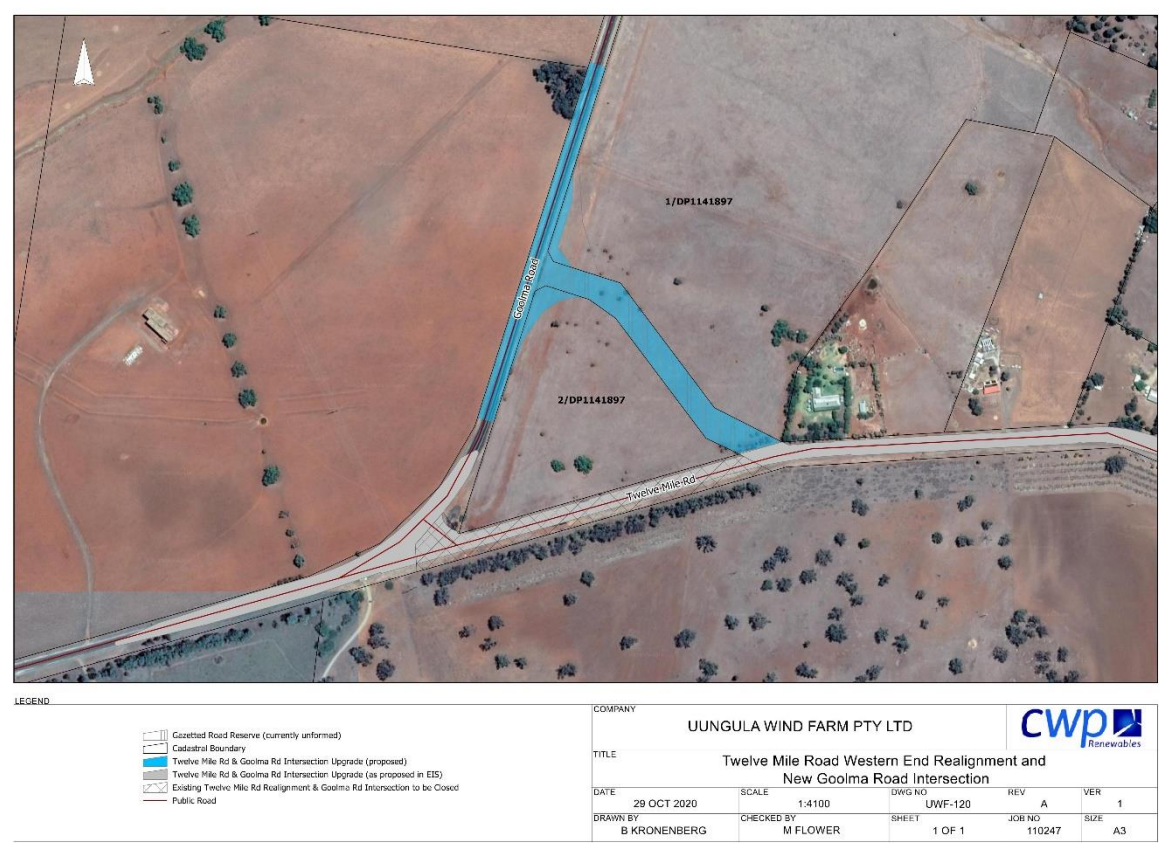 1/DP1141897
Goolma Road
2/DP1141897
Twelve Mile Rd
LEGEND
Gazetted Road Reserve (currently unformed)
Cadastral Boundary
Twelve Mile Rd & Goolma Rd Intersection Upgrade (proposed)
Twelve Mile Rd & Goolma Rd Intersection Upgrade (as proposed in EIS)
Existing Twelve Mile Rd Realignment & Goolma Rd Intersection to be Closed
Public Road
COMPANY
UUNGULA WIND FARM PTY LTD
CWP
Renewables
TITLE
Twelve Mile Road Western End Realignment and
New Goolma Road Intersection
DATE
29 OCT 2020
SCALE
1:4100
DWG NO
UWF-120
REV
A
VER
1
DRAWN BY
B KRONENBERG
CHECKED BY
M FLOWER
SHEET
1 OF 1
JOB NO
110247
SIZE
A3